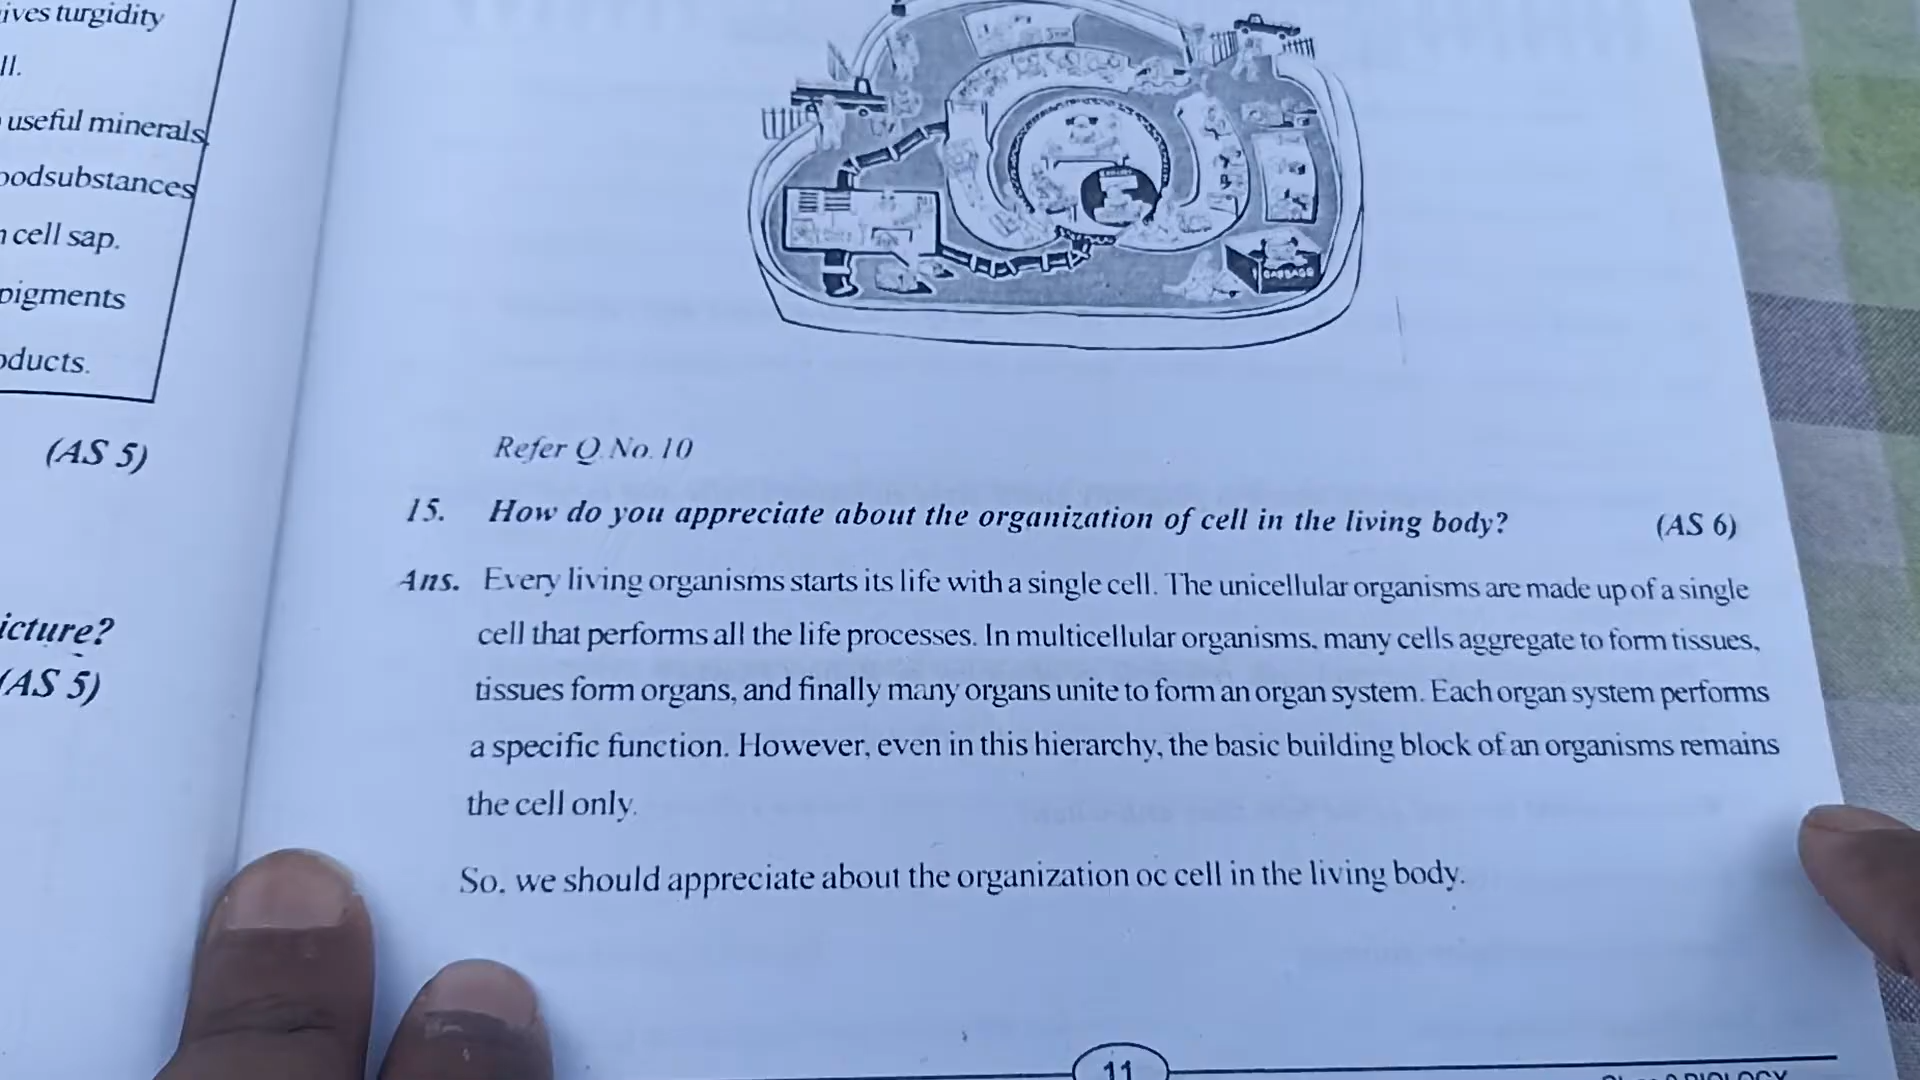 ives turgidity
ll.
useful minerals
oodsubstances
cell sap.
pigments
oducts.
(AS 5)
icture?
(AS 5)
GARBAGE
Refer Q. No. 10
15. How do you appreciate about the organization of cell in the living body? (AS 6)
Ans. Every living organisms starts its life with a single cell. The unicellular organisms are made up of a single
cell that performs all the life processes. In multicellular organisms, many cells aggregate to form tissues,
tissues form organs, and finally many organs unite to form an organ system. Each organ system performs
a specific function. However, even in this hierarchy, the basic building block of an organisms remains
the cell only.
So, we should appreciate about the organization oc cell in the living body.
11
BIOLOGY